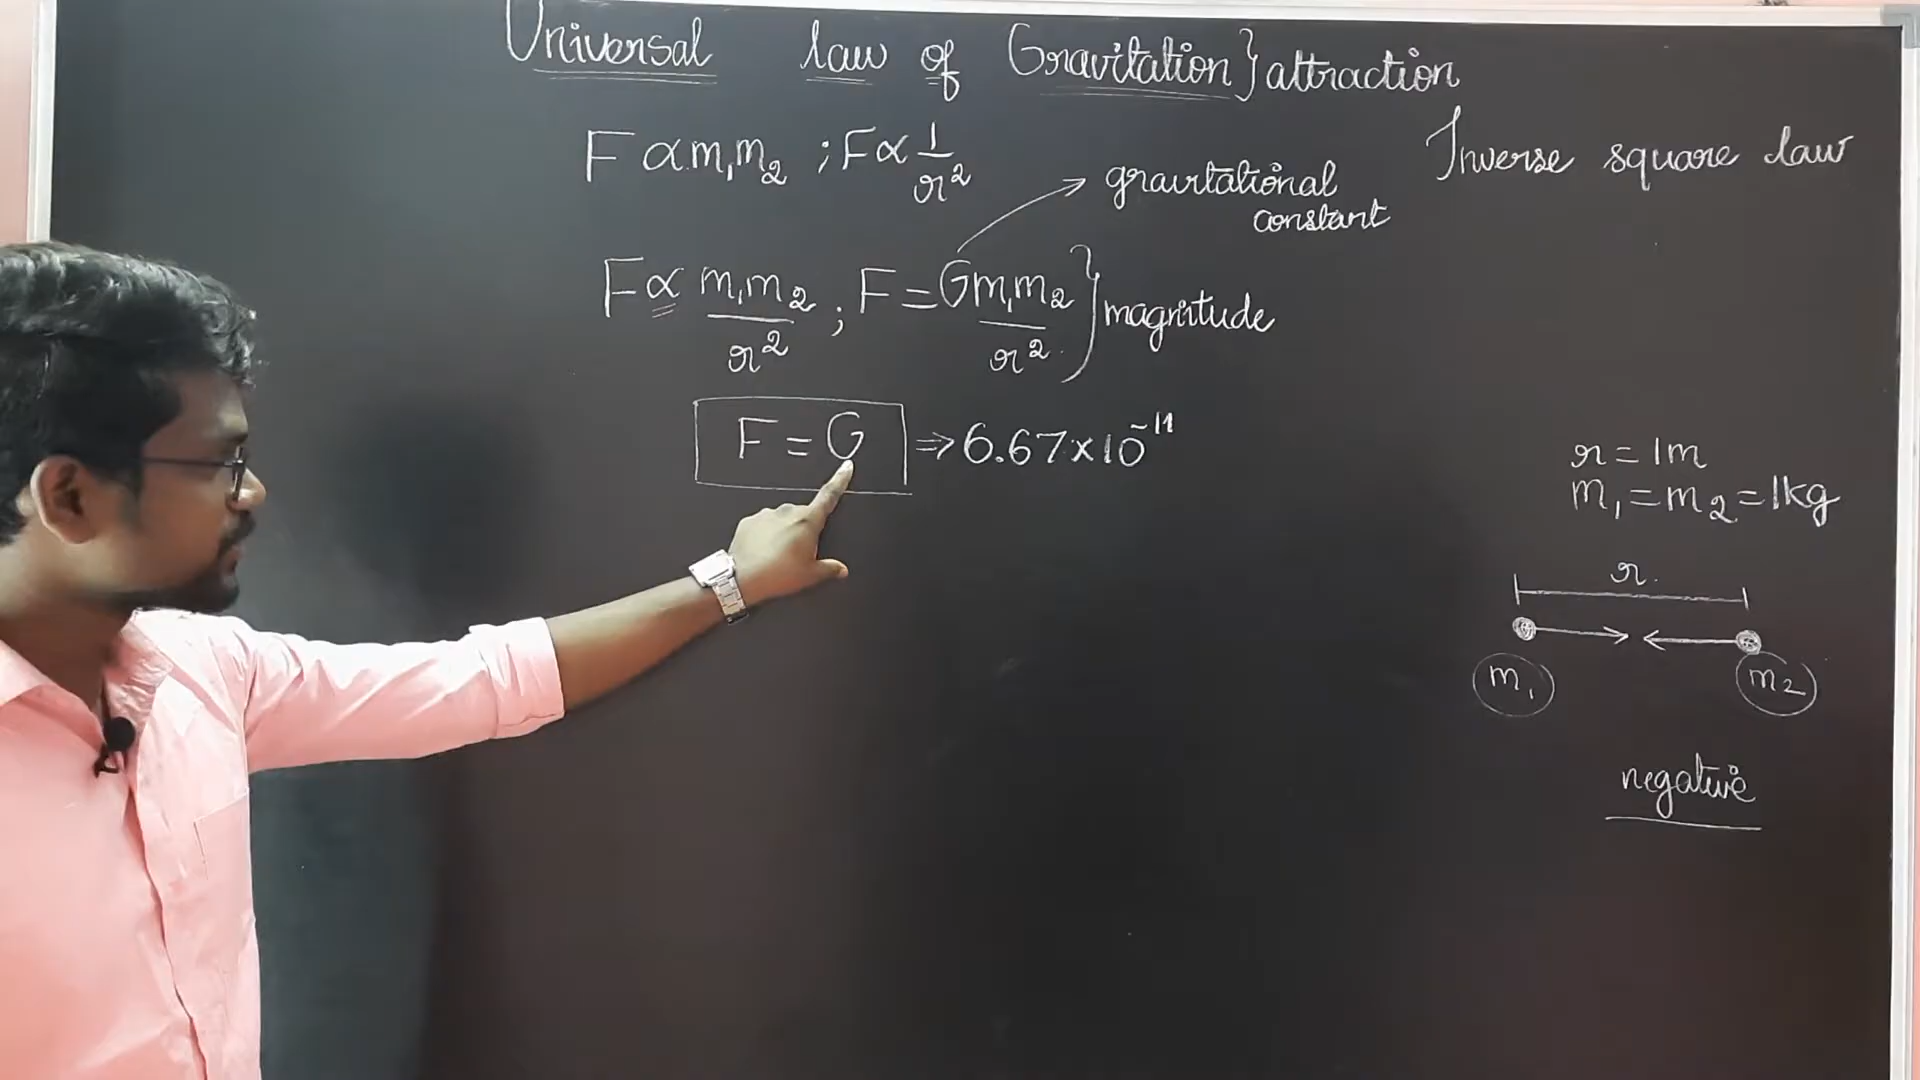 Universal law of Gravitation } attraction
F ∝ m₁m₂ ; F ∝ 1/r²
Inverse square law
gravitational
constant
F ∝ m₁m₂/r² ; F = Gm₁m₂/r² } magnitude
F = G ⇒ 6.67×10⁻¹¹
r = 1m
m₁ = m₂ = 1kg
r
m₁ m₂
negative